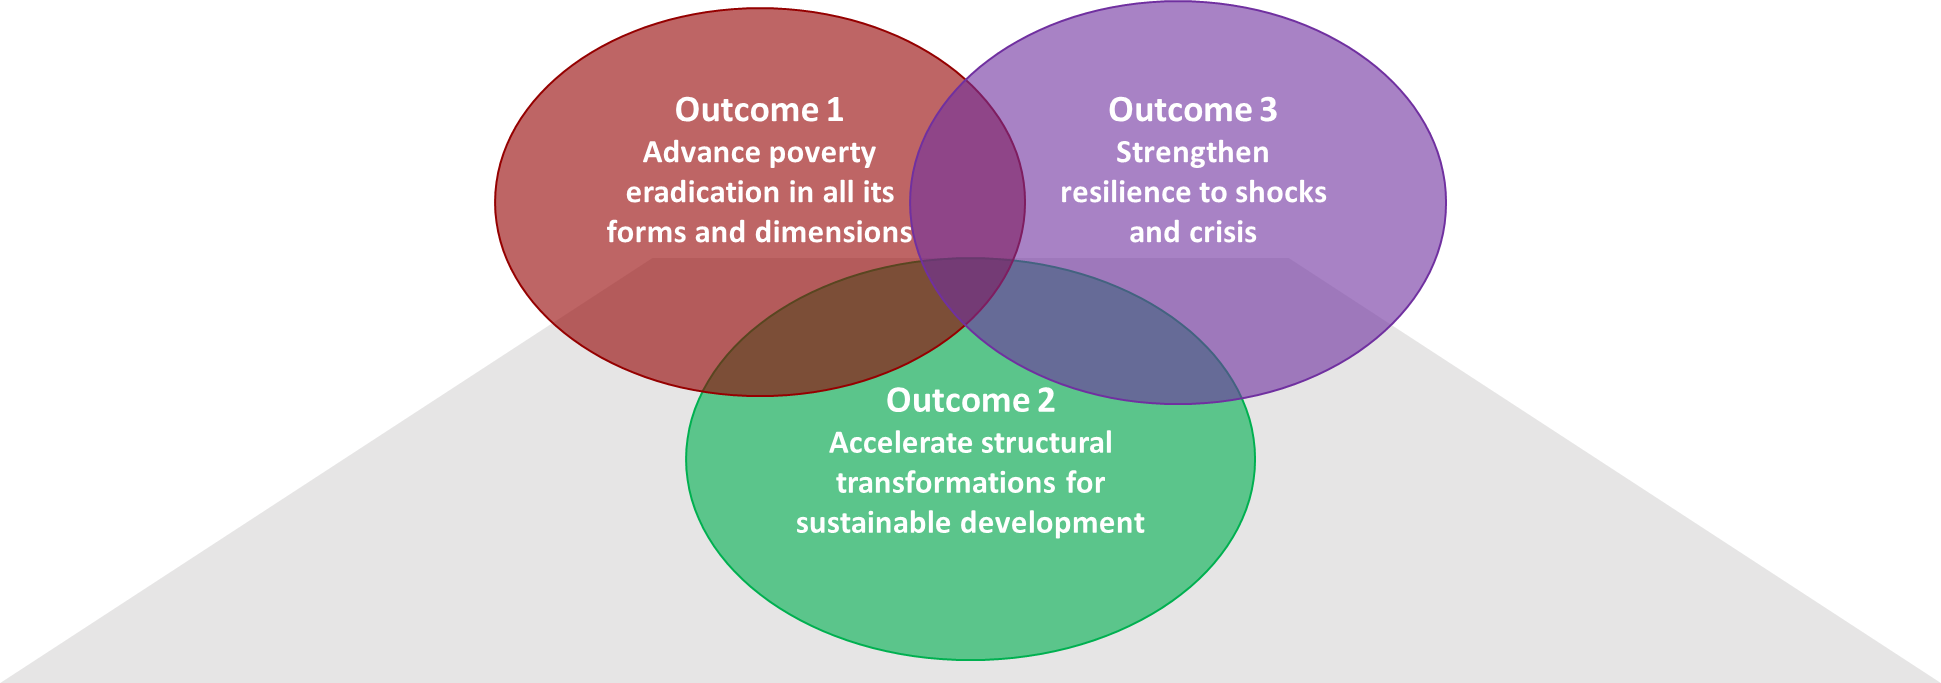 Outcome 1
Advance poverty
eradication in all its
forms and dimensions
Outcome 3
Strengthen
resilience to shocks
and crisis
Outcome 2
Accelerate structural
transformations for
sustainable development